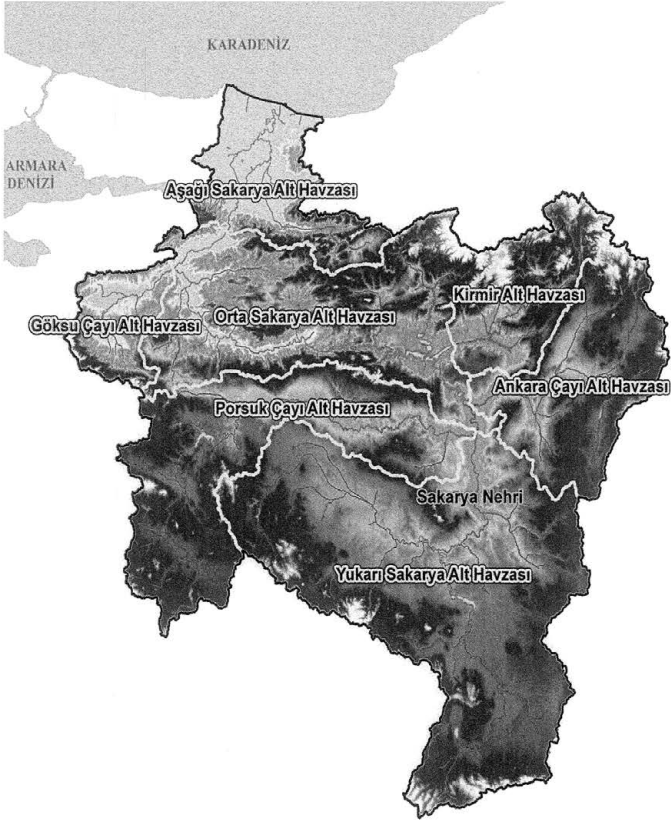 KARADENİZ
ARMARA
DENİZİ
Aşağı Sakarya Alt Havzası
Kirmir Alt Havzası
Göksu Çayı Alt Havzası
Orta Sakarya Alt Havzası
Ankara Çayı Alt Havzası
Porsuk Çayı Alt Havzası
Sakarya Nehri
Yukarı Sakarya Alt Havzası